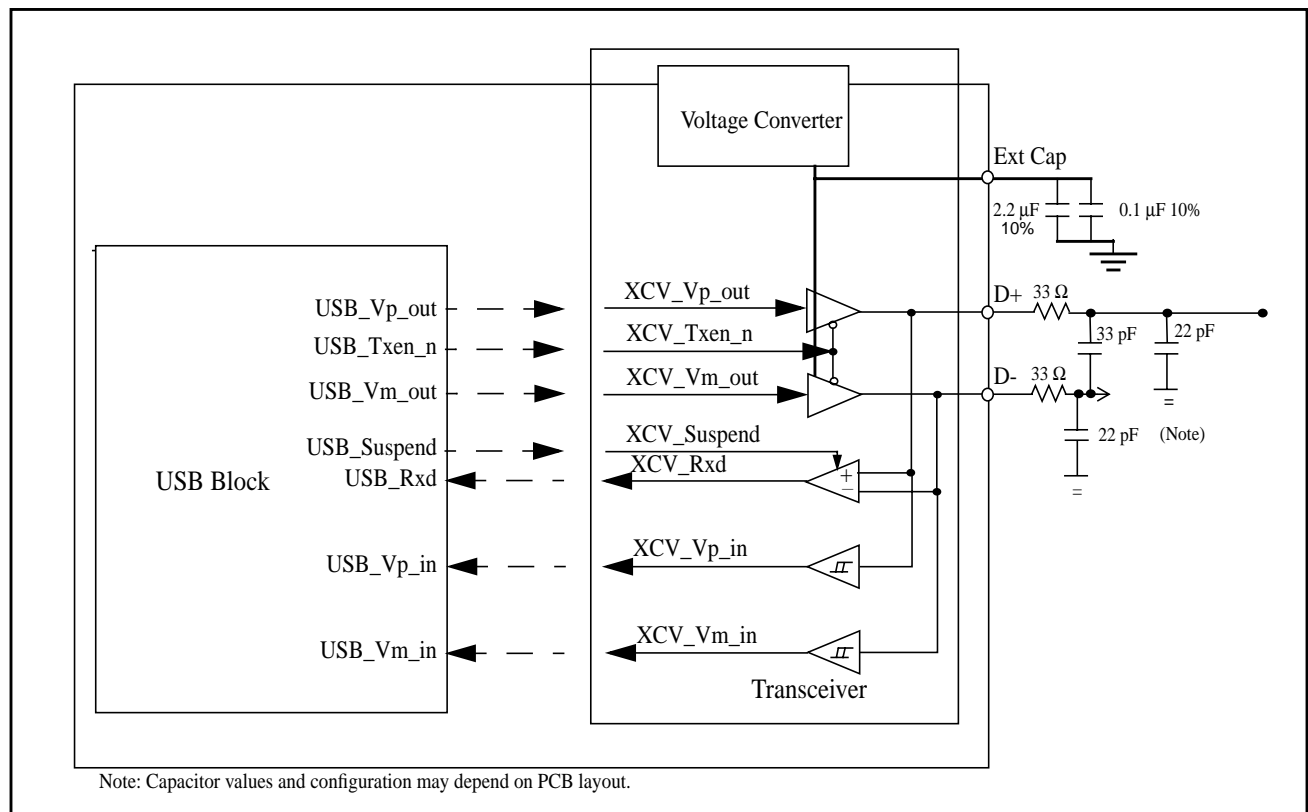 Voltage Converter
Ext Cap
2.2 µF
10%
0.1 µF 10%
USB_Vp_out
XCV_Vp_out
D+
33 Ω
USB_Txen_n
XCV_Txen_n
33 pF
22 pF
USB_Vm_out
XCV_Vm_out
D-
33 Ω
22 pF
(Note)
USB_Suspend
XCV_Suspend
USB Block
USB_Rxd
XCV_Rxd
+
−
USB_Vp_in
XCV_Vp_in
USB_Vm_in
XCV_Vm_in
Transceiver
Note: Capacitor values and configuration may depend on PCB layout.